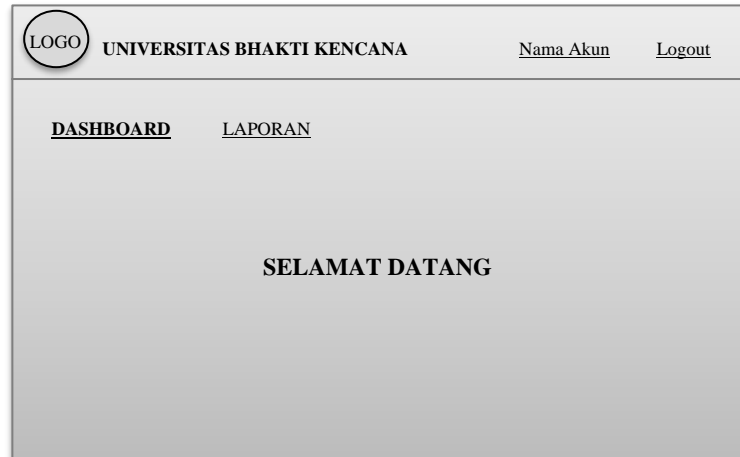 LOGO UNIVERSITAS BHAKTI KENCANA Nama Akun Logout
DASHBOARD LAPORAN
SELAMAT DATANG